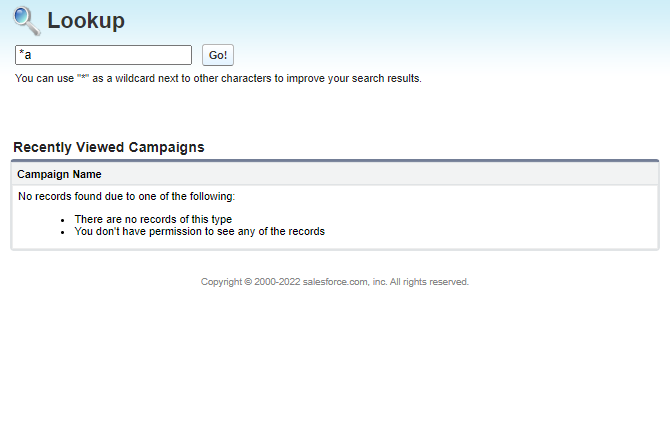 Lookup
*a
Go!
You can use "*" as a wildcard next to other characters to improve your search results.
Recently Viewed Campaigns
Campaign Name
No records found due to one of the following:
• There are no records of this type
• You don't have permission to see any of the records
Copyright © 2000-2022 salesforce.com, inc. All rights reserved.